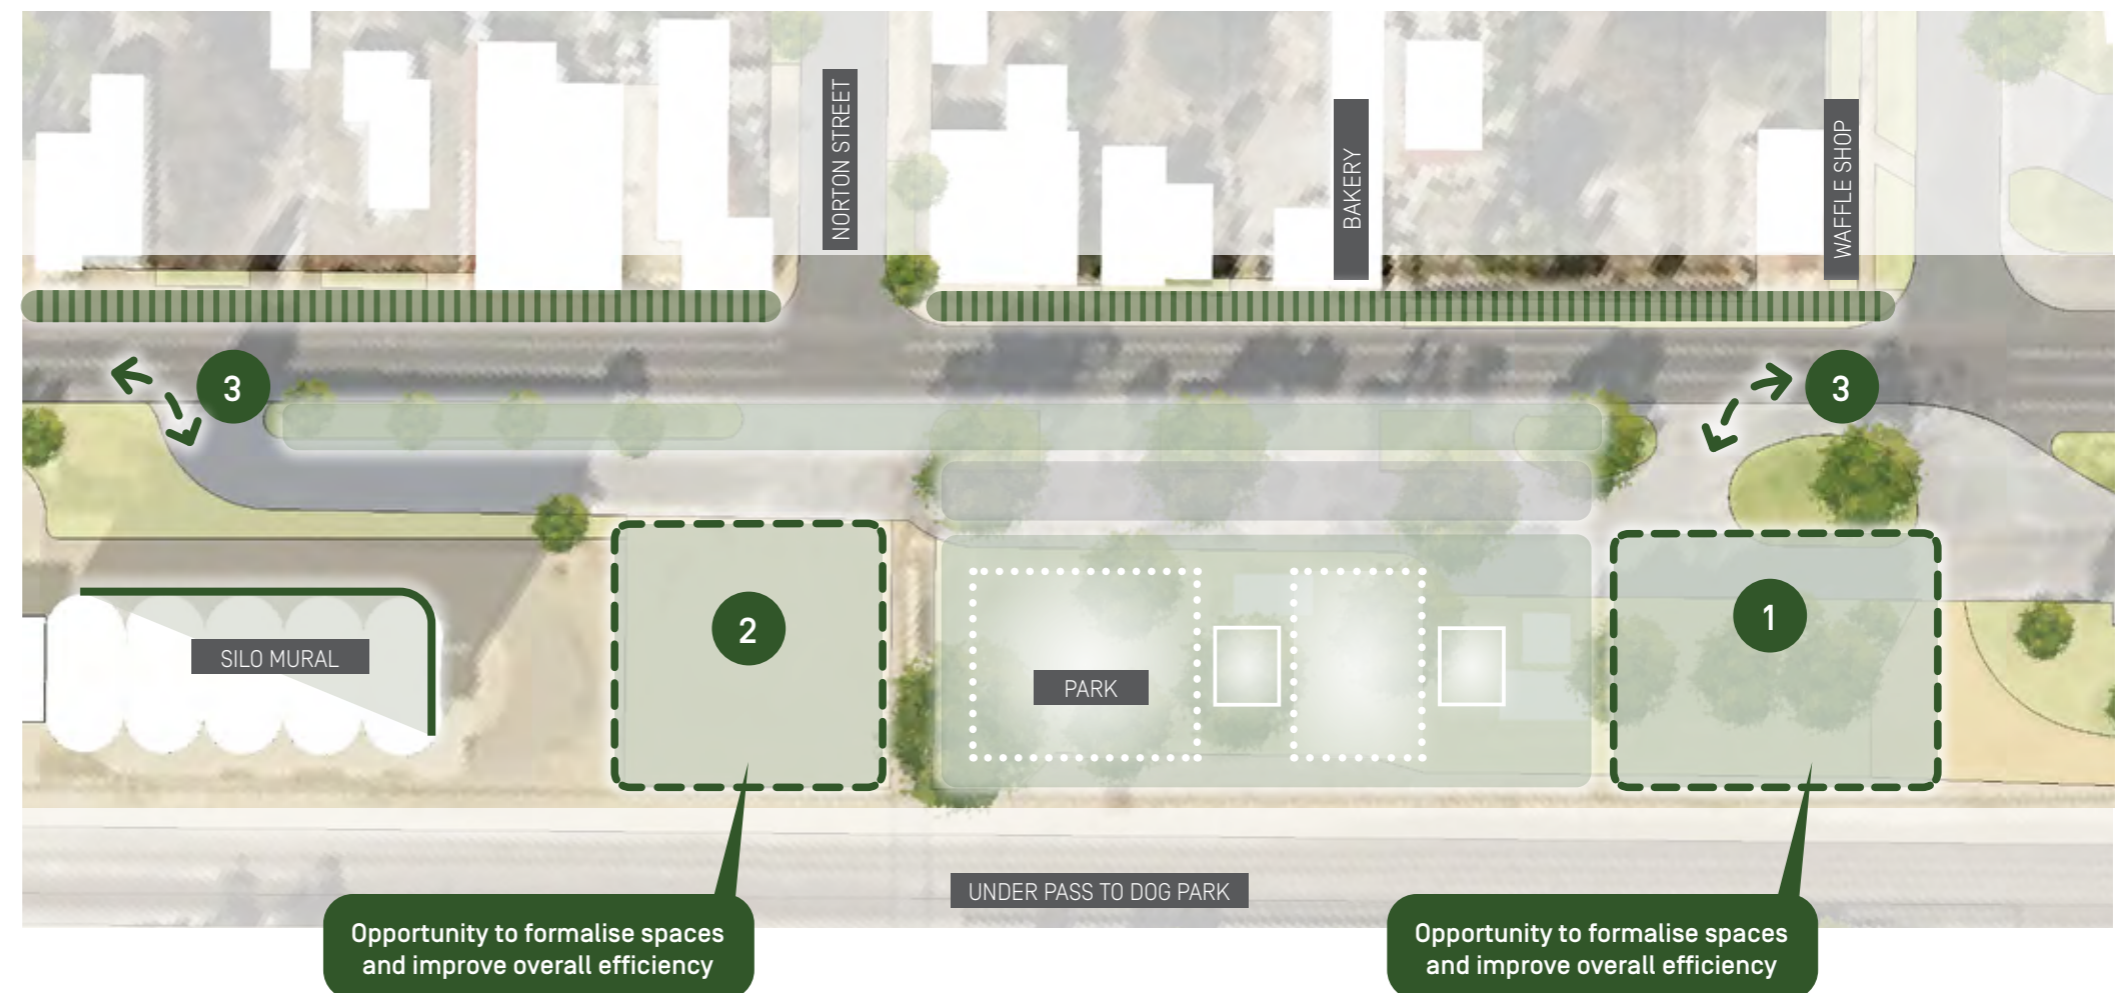 NORTON STREET
BAKERY
WAFFLE SHOP
3
3
2
1
SILO MURAL
PARK
UNDER PASS TO DOG PARK
Opportunity to formalise spaces
and improve overall efficiency
Opportunity to formalise spaces
and improve overall efficiency